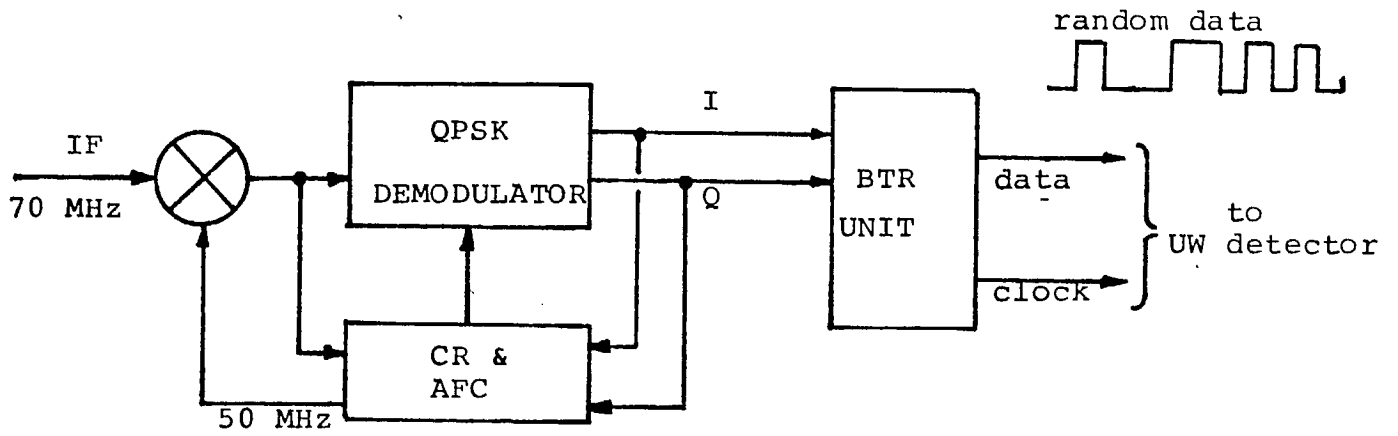 random data
IF
70 MHz
QPSK
DEMODULATOR
I
Q
BTR
UNIT
data
clock
to
UW detector
CR &
AFC
50 MHz